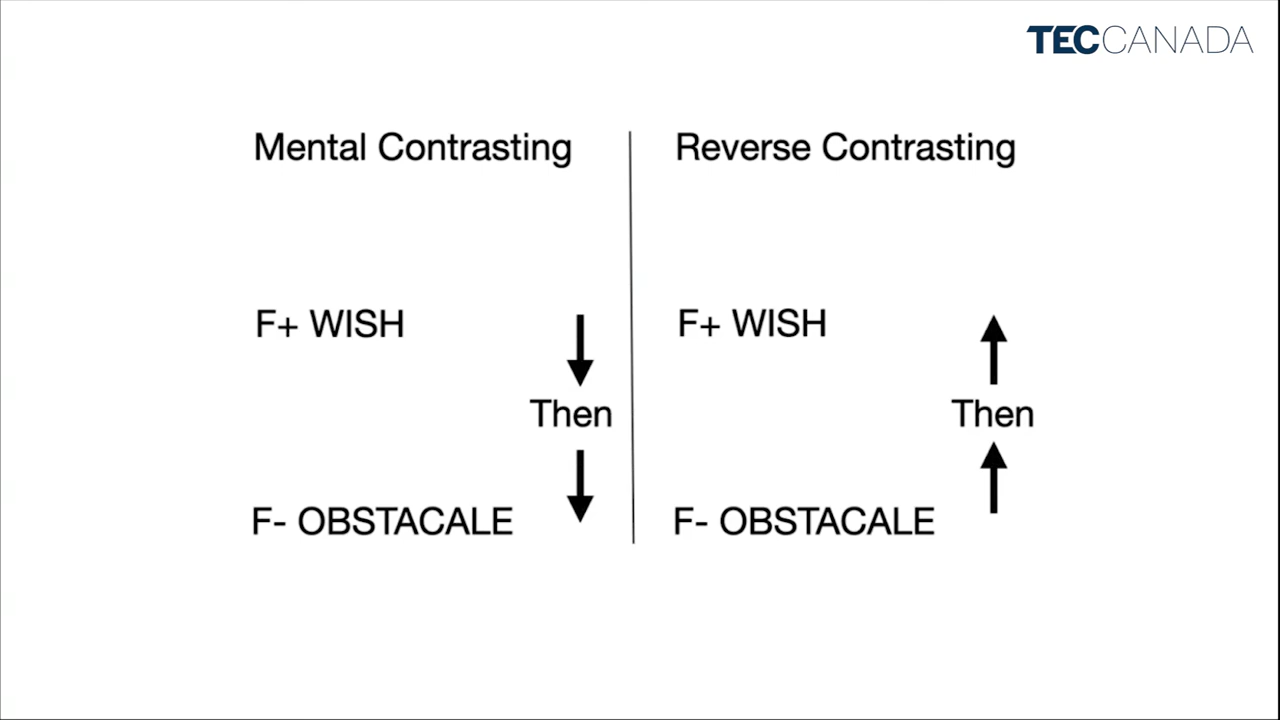 TECCANADA
Mental Contrasting
F+ WISH
Then
F- OBSTACALE
Reverse Contrasting
F+ WISH
Then
F- OBSTACALE